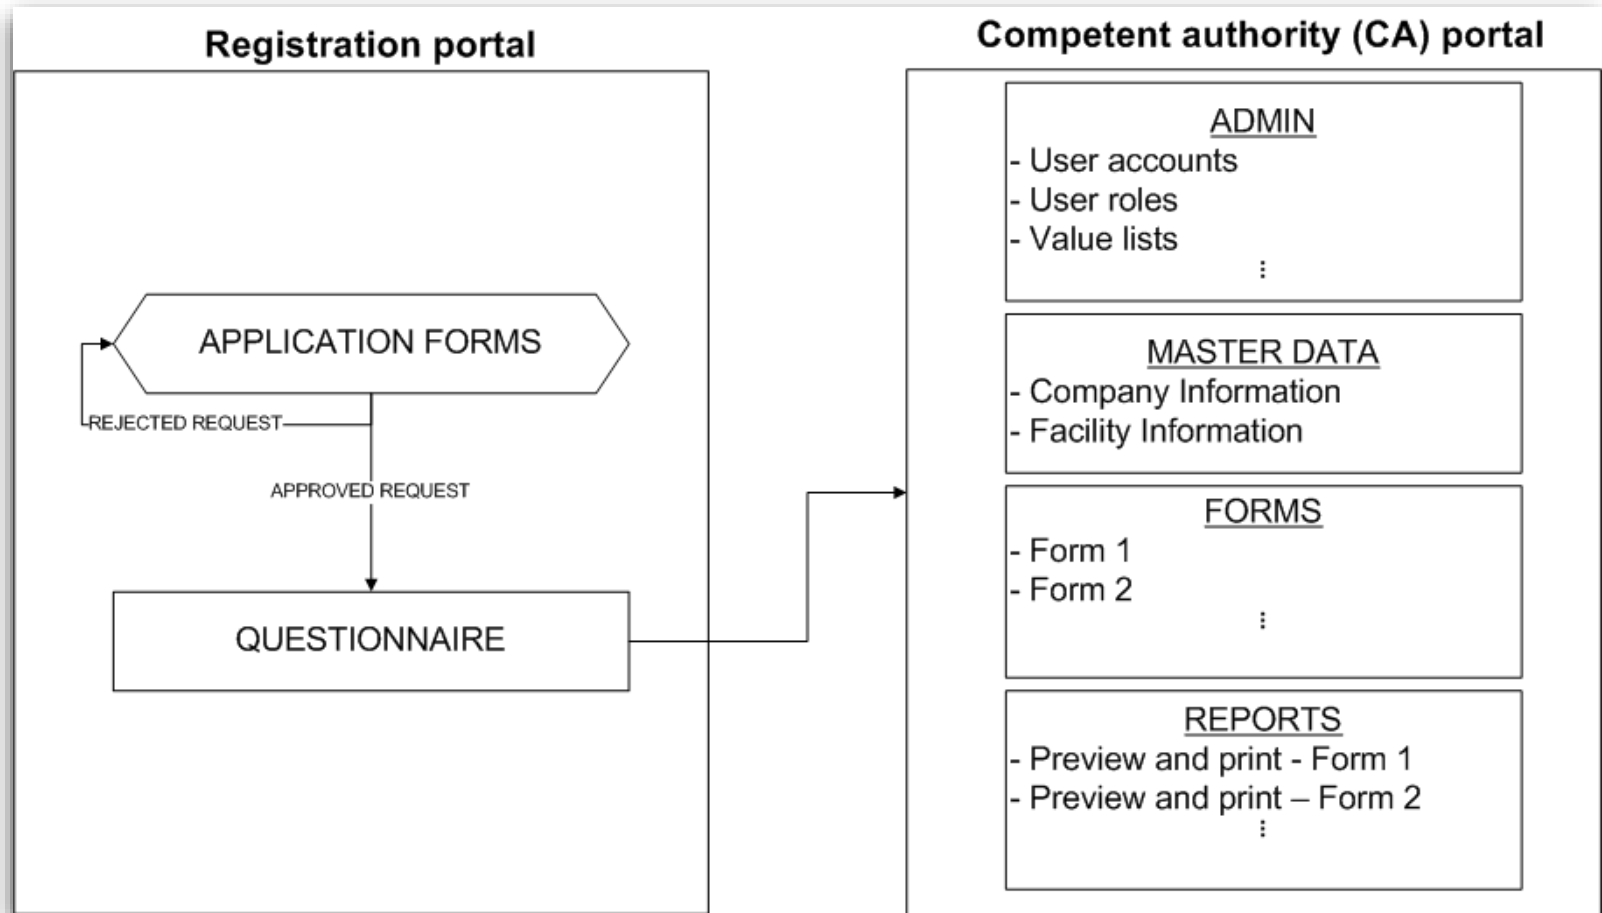 Registration portal
APPLICATION FORMS
REJECTED REQUEST
APPROVED REQUEST
QUESTIONNAIRE
Competent authority (CA) portal
ADMIN
- User accounts
- User roles
- Value lists
⁝
MASTER DATA
- Company Information
- Facility Information
FORMS
- Form 1
- Form 2
⁝
REPORTS
- Preview and print - Form 1
- Preview and print – Form 2
⁝